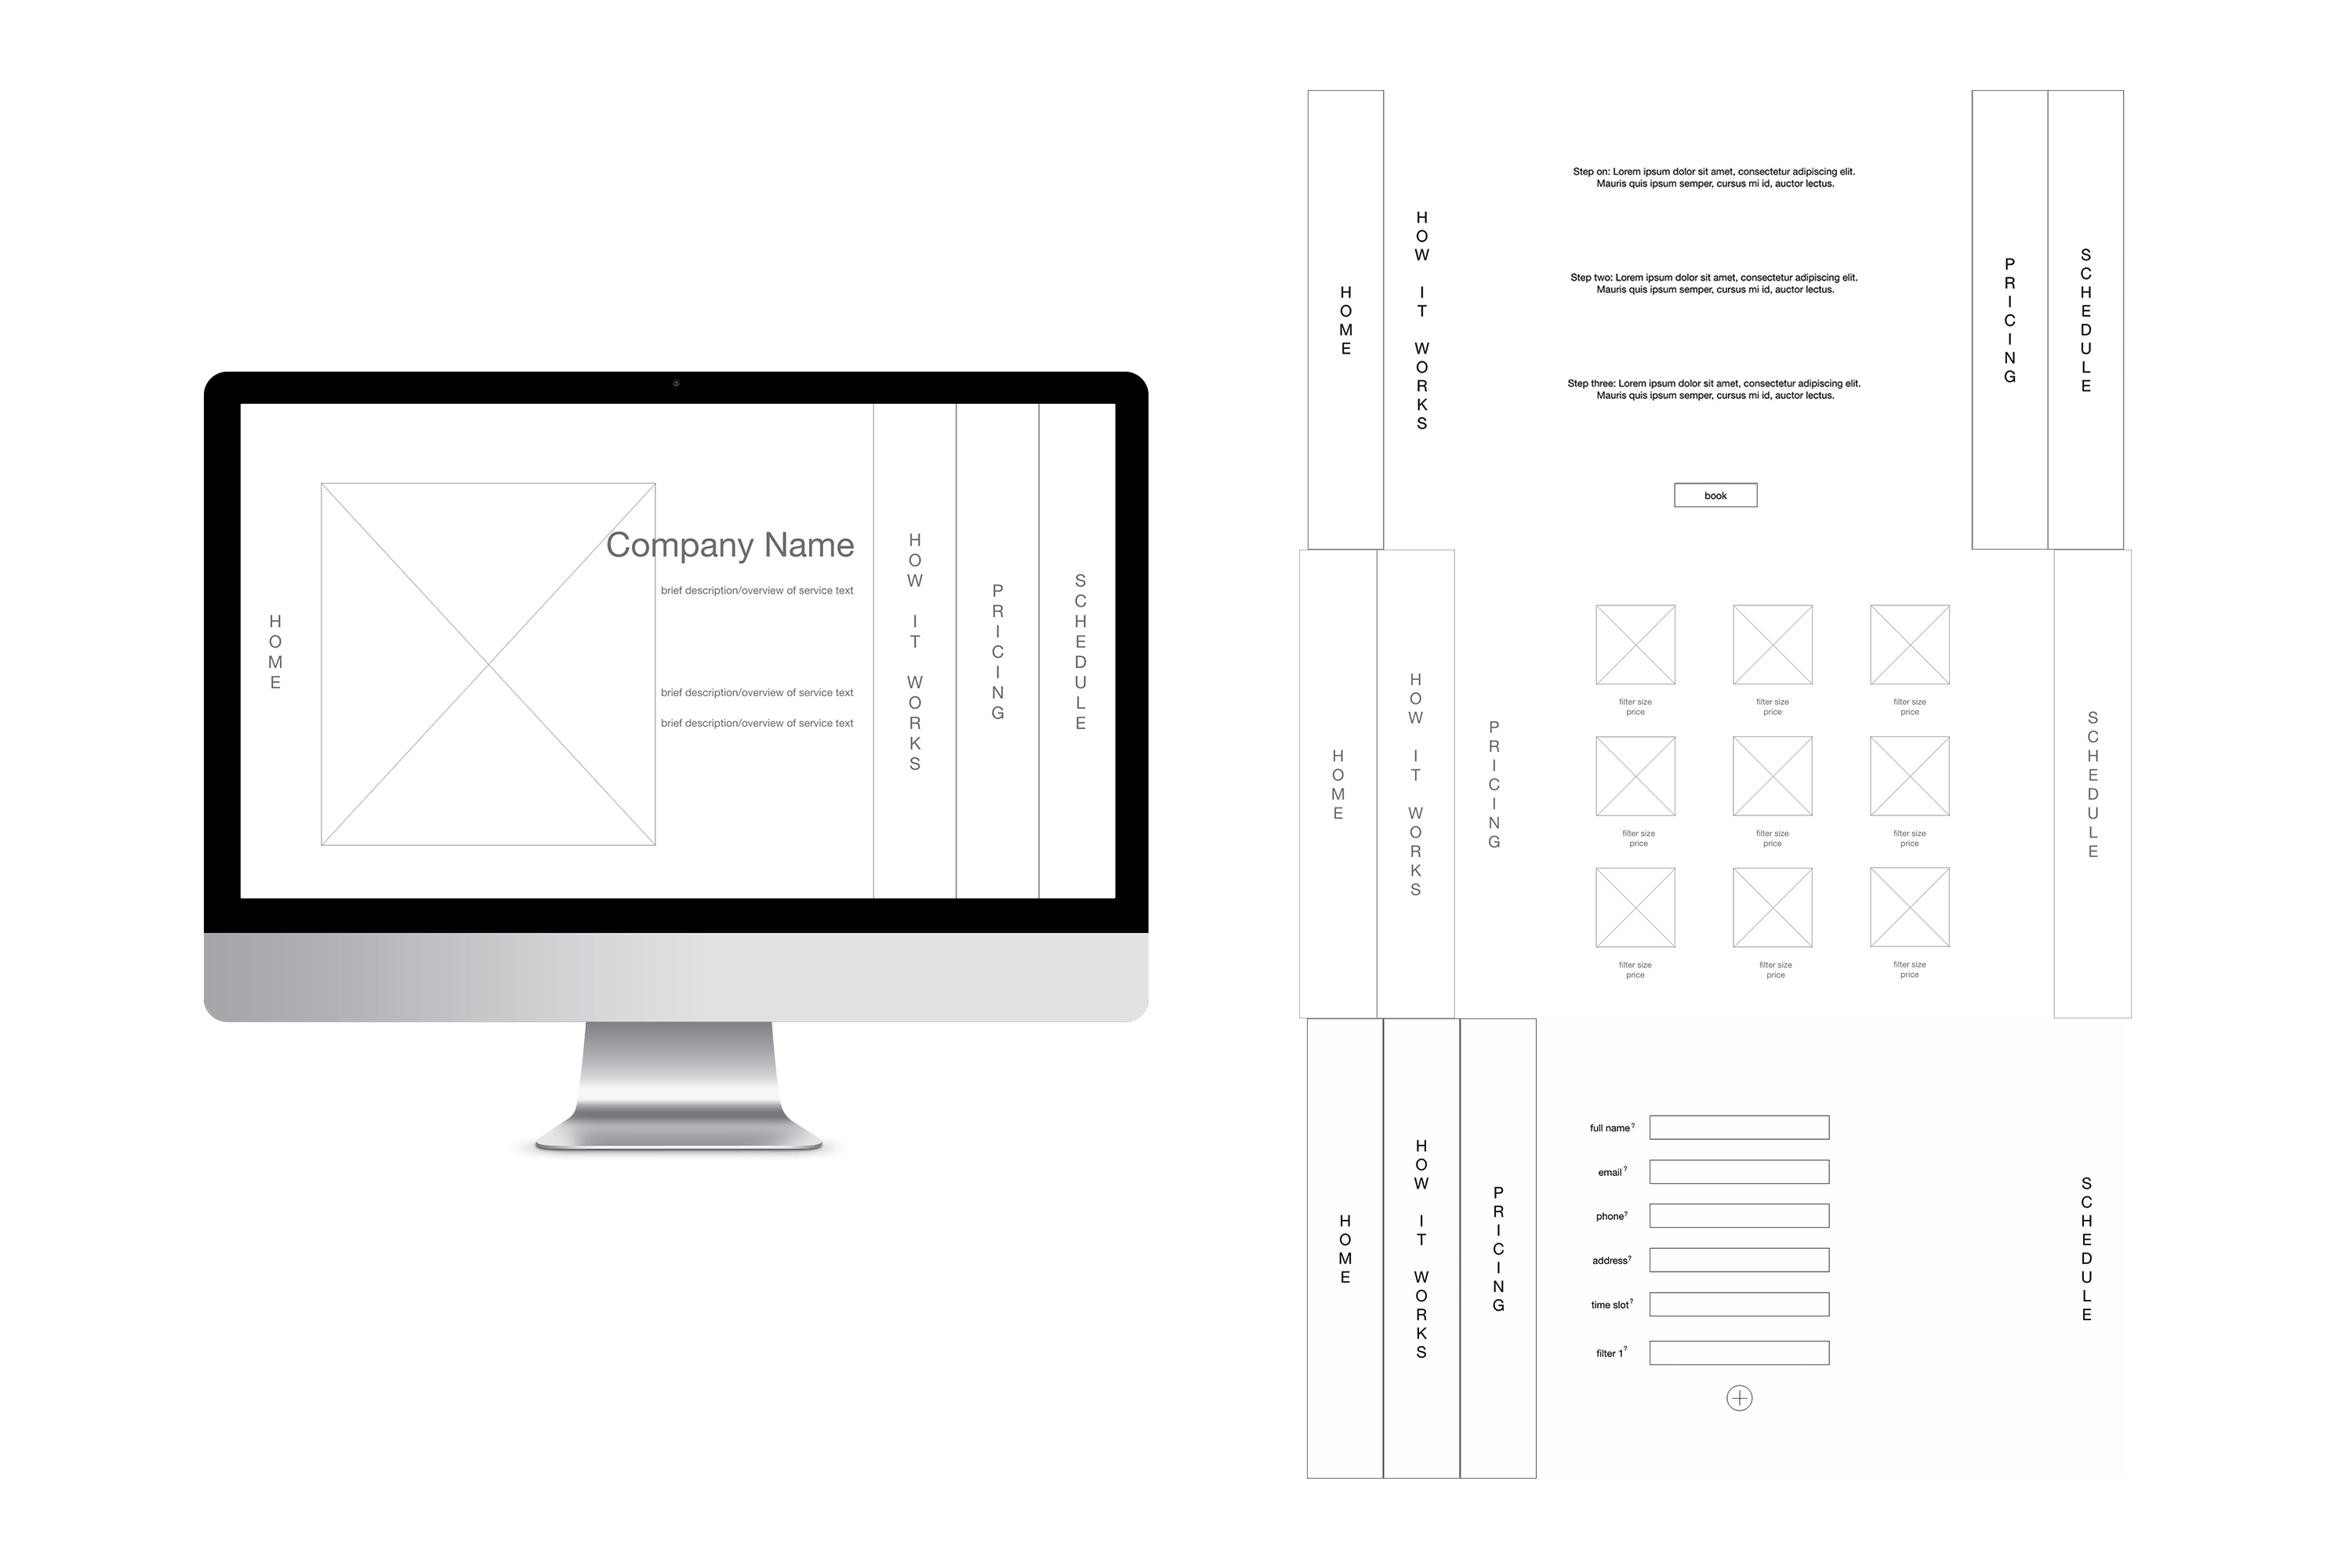 HOME
Company Name
brief description/overview of service text
brief description/overview of service text
brief description/overview of service text
HOW IT WORKS
PRICING
SCHEDULE
HOME
HOW IT WORKS
Step on: Lorem ipsum dolor sit amet, consectetur adipiscing elit.
Mauris quis ipsum semper, cursus mi id, auctor lectus.
Step two: Lorem ipsum dolor sit amet, consectetur adipiscing elit.
Mauris quis ipsum semper, cursus mi id, auctor lectus.
Step three: Lorem ipsum dolor sit amet, consectetur adipiscing elit.
Mauris quis ipsum semper, cursus mi id, auctor lectus.
book
PRICING
SCHEDULE
HOME
HOW IT WORKS
PRICING
filter size
price
filter size
price
filter size
price
filter size
price
filter size
price
filter size
price
filter size
price
filter size
price
filter size
price
SCHEDULE
HOME
HOW IT WORKS
PRICING
full name?
email?
phone?
address?
time slot?
filter 1?
SCHEDULE